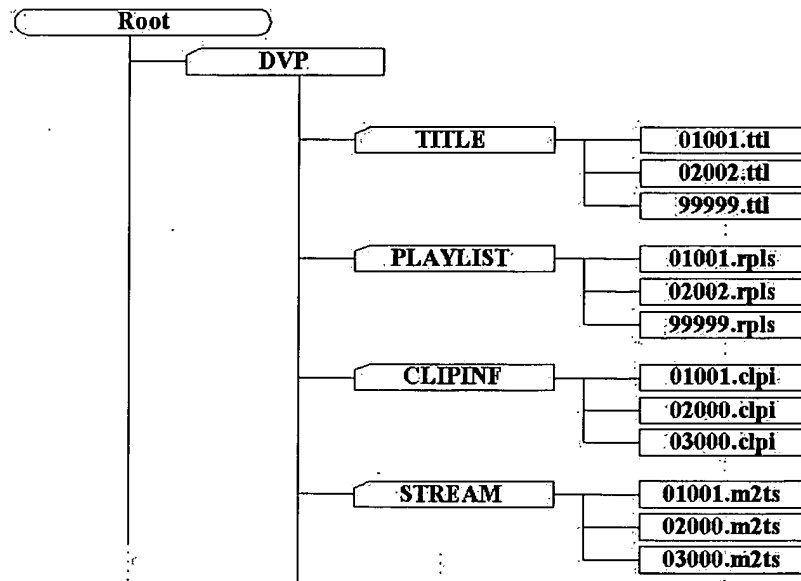 Root
DVP
TITLE
01001.ttl
02002.ttl
99999.ttl
PLAYLIST
01001.rpls
02002.rpls
99999.rpls
CLIPINF
01001.clpi
02000.clpi
03000.clpi
STREAM
01001.m2ts
02000.m2ts
03000.m2ts